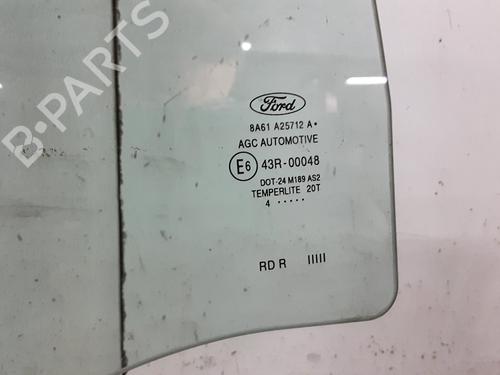 B-PARTS
Ford
8A61 A25712 A•
AGC AUTOMOTIVE
E6 43R-00048
DOT-24 M189 AS2
TEMPERLITE 20T
4 •••••
RD R IIIII